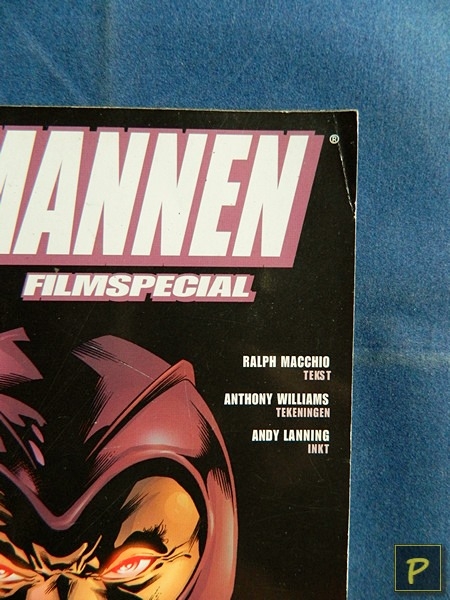 MANNEN®
FILMSPECIAL
RALPH MACCHIO
TEKST
ANTHONY WILLIAMS
TEKENINGEN
ANDY LANNING
INKT
P